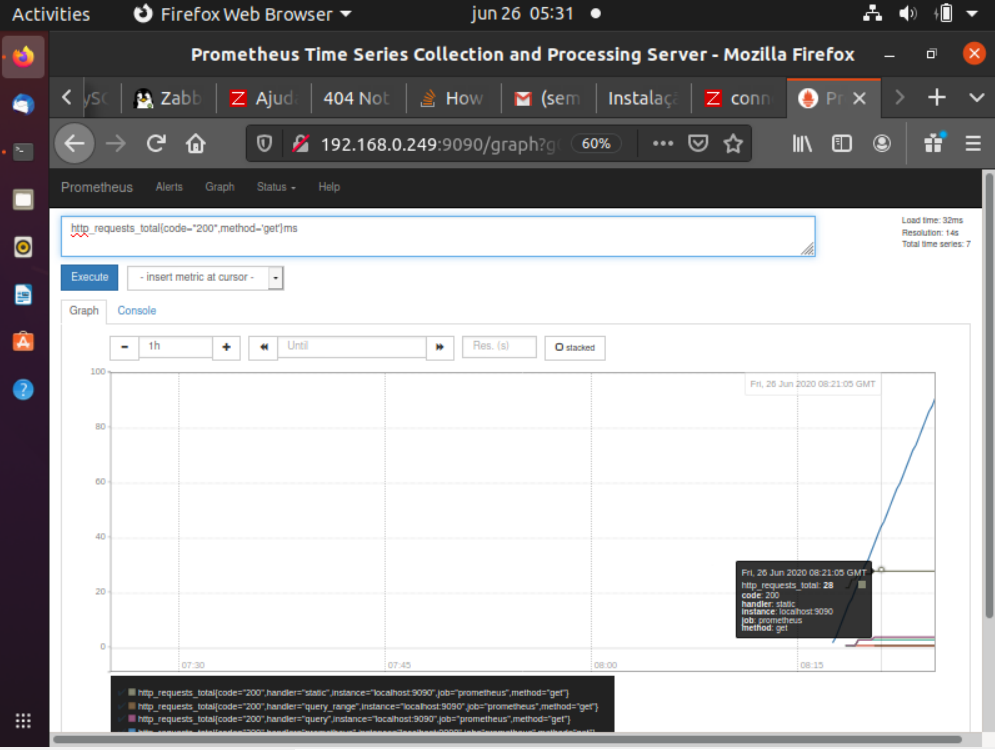 Activities Firefox Web Browser jun 26 05:31
Prometheus Time Series Collection and Processing Server - Mozilla Firefox
Zabb Ajud 404 Not How (sem Instalaç conn Pr
192.168.0.249:9090/graph?g 60%
Prometheus Alerts Graph Status Help
http_requests_total{code="200",method='get'}ms
Load time: 32ms
Resolution: 14s
Total time series: 7
Execute - insert metric at cursor -
Graph Console
- 1h + Until Res. (s) stacked
100
Fri, 26 Jun 2020 08:21:05 GMT
80
60
40
Fri, 26 Jun 2020 08:21:05 GMT
http_requests_total: 28
code: 200
handler: static
instance: localhost:9090
job: prometheus
method: get
20
0
07:30 07:45 08:00 08:15
http_requests_total{code="200",handler="static",instance="localhost:9090",job="prometheus",method="get"}
http_requests_total{code="200",handler="query_range",instance="localhost:9090",job="prometheus",method="get"}
http_requests_total{code="200",handler="query",instance="localhost:9090",job="prometheus",method="get"}